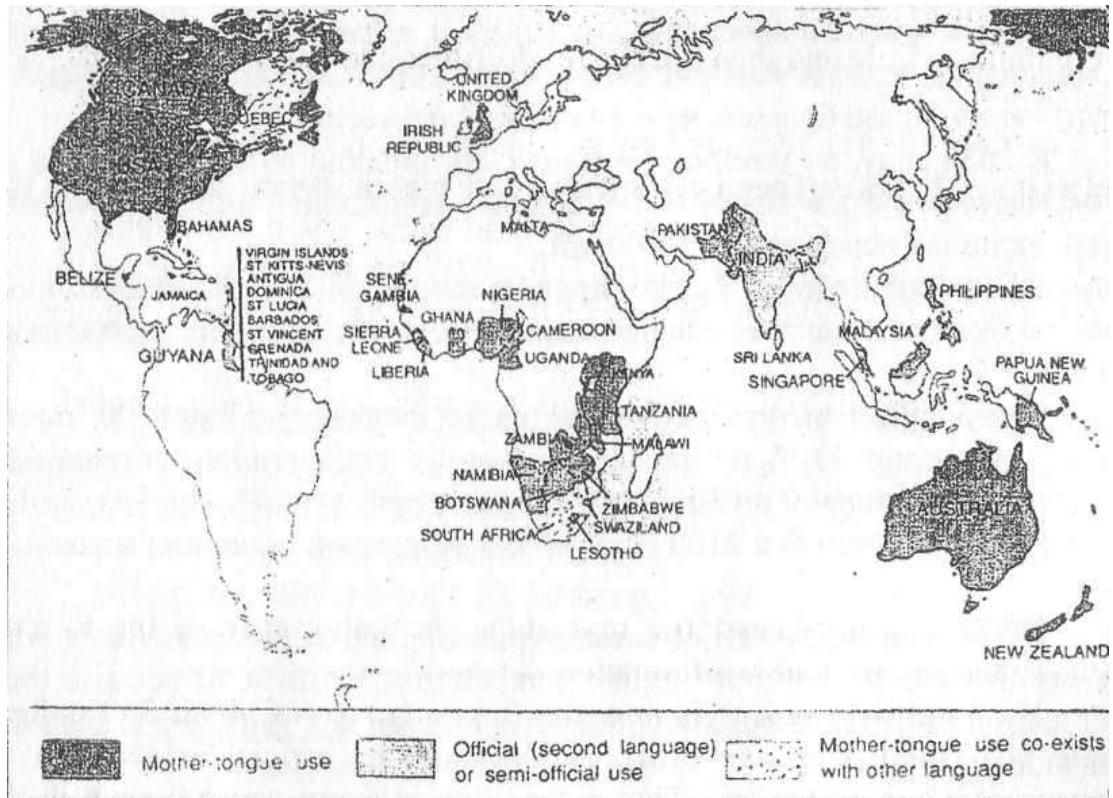 CANADA
QUEBEC
UNITED
KINGDOM
IRISH
REPUBLIC
BAHAMAS
BELIZE
JAMAICA
GUYANA
VIRGIN ISLANDS
ST KITTS-NEVIS
ANTIGUA
DOMINICA
ST LUCIA
BARBADOS
ST VINCENT
GRENADA
TRINIDAD AND
TOBAGO
MALTA
SENE
GAMBIA
SIERRA
LEONE
LIBERIA
GHANA
NIGERIA
CAMEROON
UGANDA
KENYA
TANZANIA
ZAMBIA
MALAWI
NAMIBIA
BOTSWANA
ZIMBABWE
SWAZILAND
SOUTH AFRICA
LESOTHO
PAKISTAN
INDIA
SRI LANKA
MALAYSIA
SINGAPORE
PHILIPPINES
PAPUA NEW
GUINEA
AUSTRALIA
NEW ZEALAND
Mother-tongue use
Official (second language)
or semi-official use
Mother-tongue use co-exists
with other language